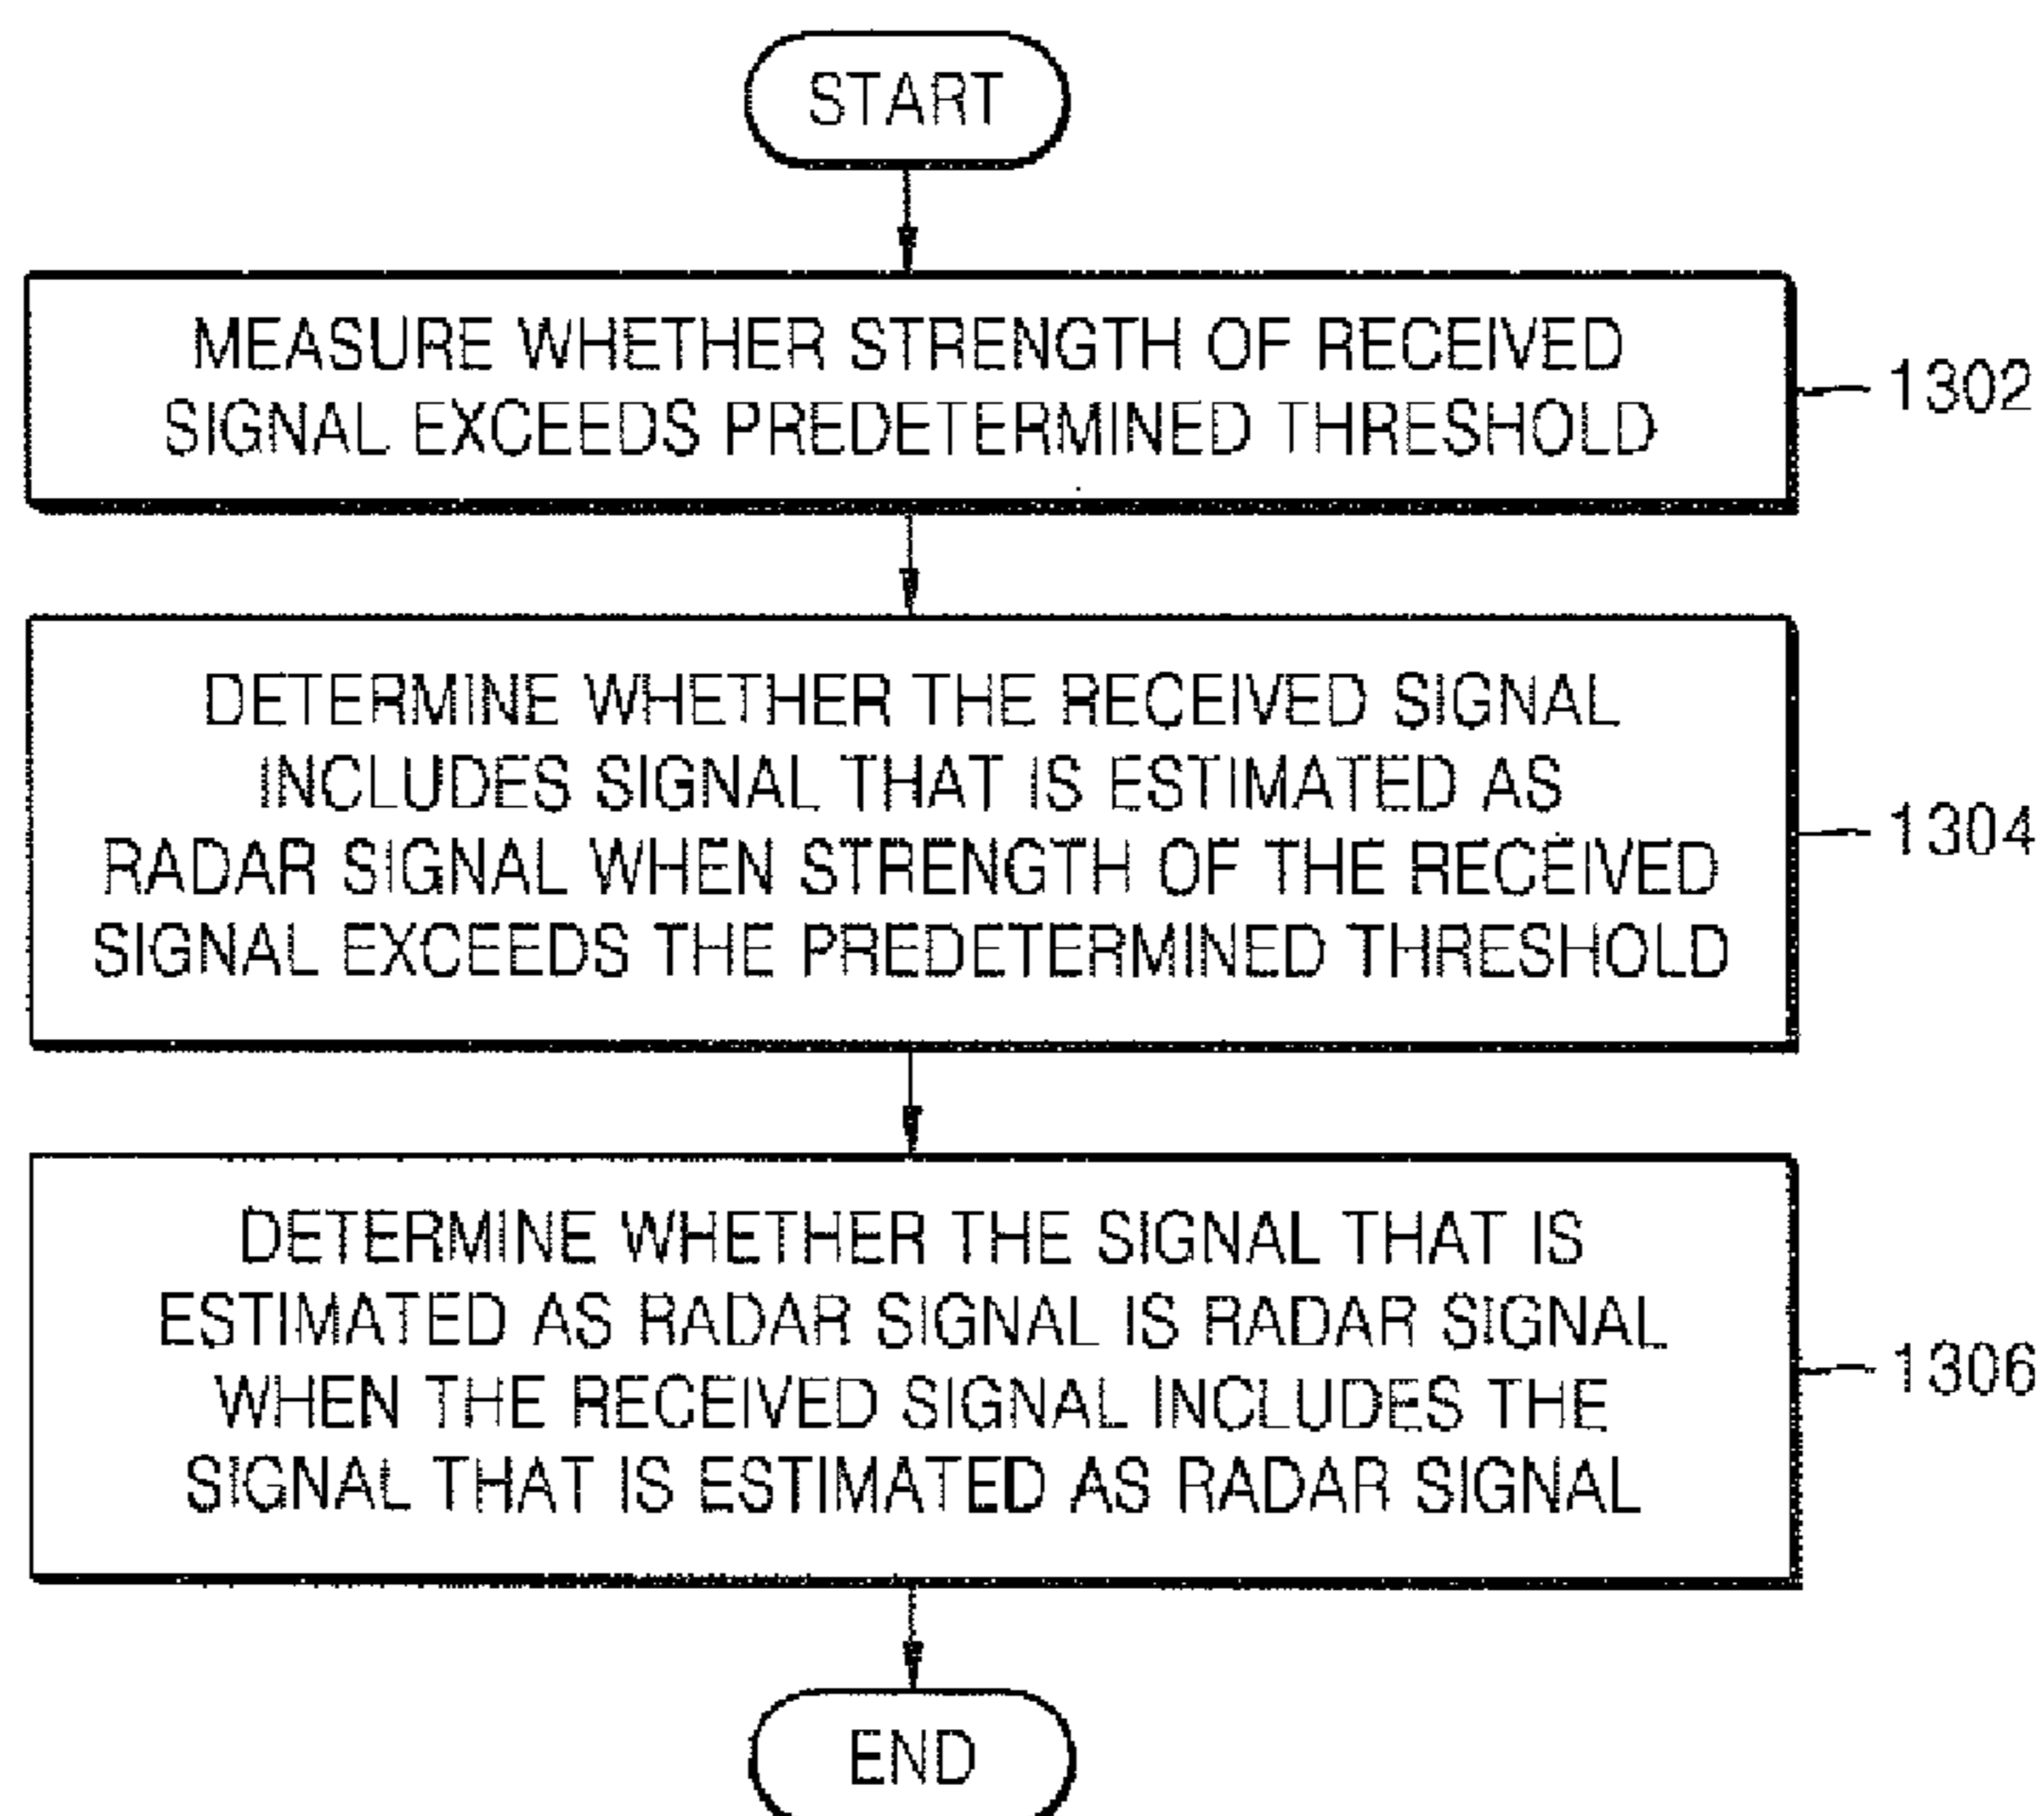 START
MEASURE WHETHER STRENGTH OF RECEIVED
SIGNAL EXCEEDS PREDETERMINED THRESHOLD
1302
DETERMINE WHETHER THE RECEIVED SIGNAL
INCLUDES SIGNAL THAT IS ESTIMATED AS
RADAR SIGNAL WHEN STRENGTH OF THE RECEIVED
SIGNAL EXCEEDS THE PREDETERMINED THRESHOLD
1304
DETERMINE WHETHER THE SIGNAL THAT IS
ESTIMATED AS RADAR SIGNAL IS RADAR SIGNAL
WHEN THE RECEIVED SIGNAL INCLUDES THE
SIGNAL THAT IS ESTIMATED AS RADAR SIGNAL
1306
END